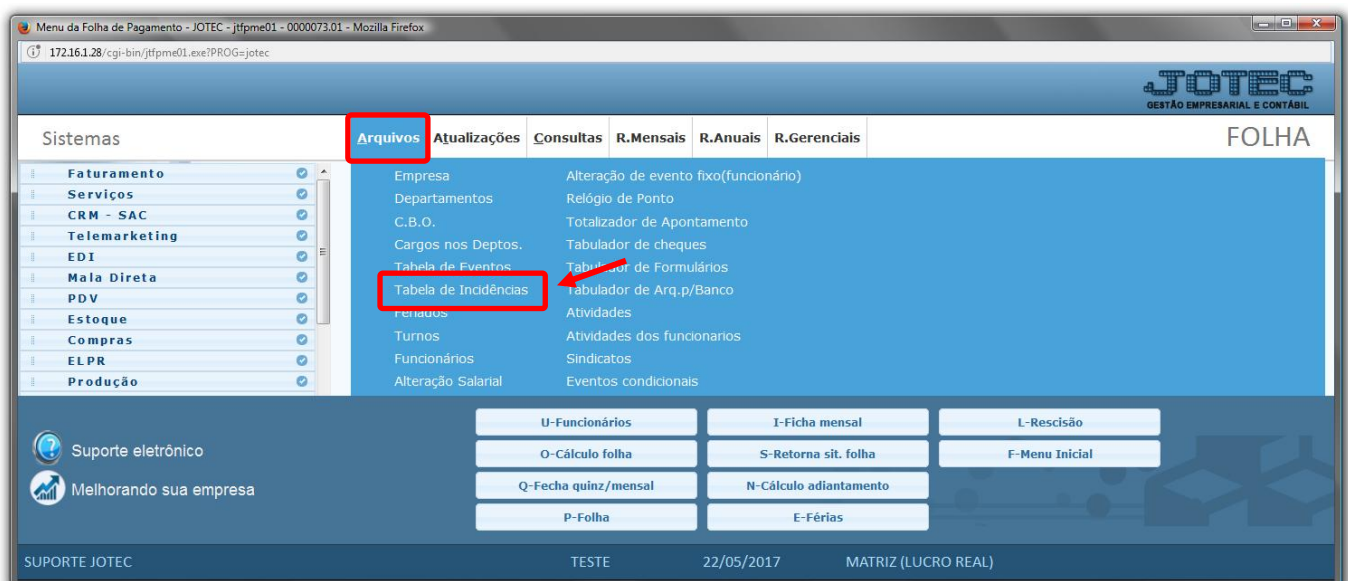 Menu da Folha de Pagamento - JOTEC - jtfpme01 - 0000073.01 - Mozilla Firefox
172.16.1.28/cgi-bin/jtfpme01.exe?PROG=jotec
JOTEC
GESTÃO EMPRESARIAL E CONTÁBIL
Sistemas
Arquivos Atualizações Consultas R.Mensais R.Anuais R.Gerenciais
FOLHA
Faturamento
Serviços
CRM - SAC
Telemarketing
EDI
Mala Direta
PDV
Estoque
Compras
ELPR
Produção
Empresa
Departamentos
C.B.O.
Cargos nos Deptos.
Tabela de Eventos
Tabela de Incidências
Feriados
Turnos
Funcionários
Alteração Salarial
Alteração de evento fixo(funcionário)
Relógio de Ponto
Totalizador de Apontamento
Tabulador de cheques
Tabulador de Formulários
Tabulador de Arq.p/Banco
Atividades
Atividades dos funcionarios
Sindicatos
Eventos condicionais
Suporte eletrônico
Melhorando sua empresa
U-Funcionários I-Ficha mensal L-Rescisão
O-Cálculo folha S-Retorna sit. folha F-Menu Inicial
Q-Fecha quinz/mensal N-Cálculo adiantamento
P-Folha E-Férias
SUPORTE JOTEC TESTE 22/05/2017 MATRIZ (LUCRO REAL)